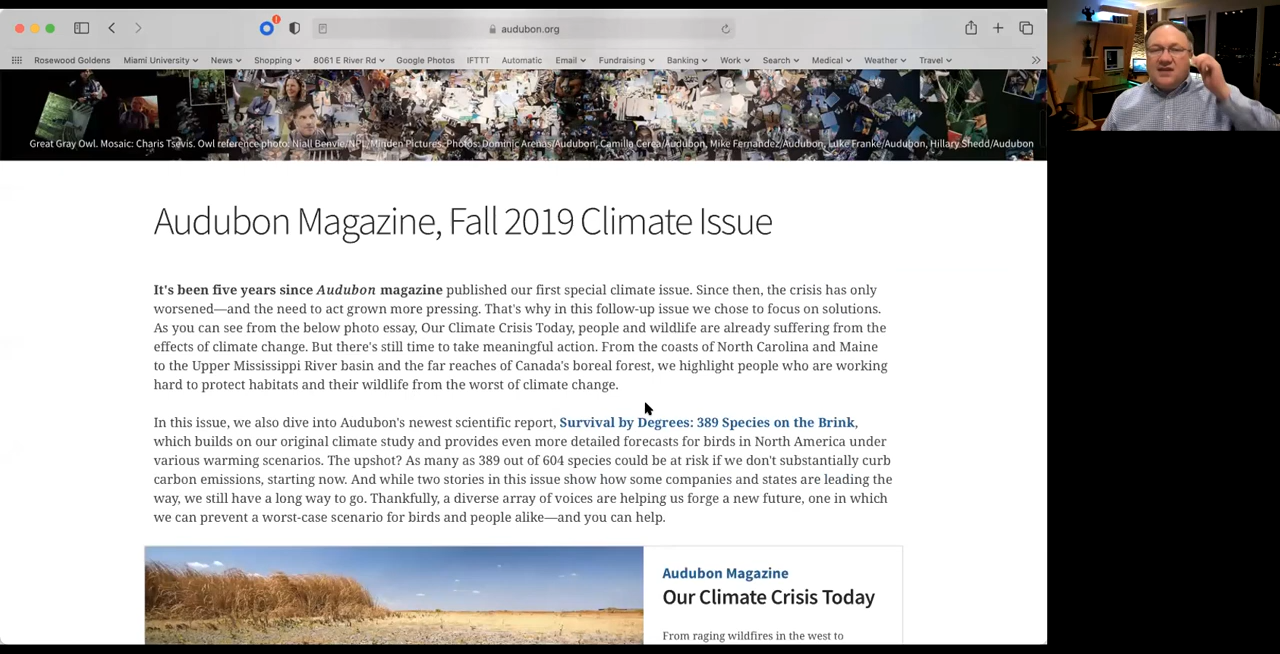 audubon.org
Rosewood Goldens Miami University News Shopping 8061 E River Rd Google Photos IFTTT Automatic Email Fundraising Banking Work Search Medical Weather Travel
Great Gray Owl. Mosaic: Charis Tsevis. Owl reference photo: Niall Benvie/NPL/Minden Pictures. Photos: Dominic Arenas/Audubon, Camilla Cerea/Audubon, Mike Fernandez/Audubon, Luke Franke/Audubon, Hillary Shedd/Audubon
Audubon Magazine, Fall 2019 Climate Issue
It's been five years since Audubon magazine published our first special climate issue. Since then, the crisis has only
worsened—and the need to act grown more pressing. That's why in this follow-up issue we chose to focus on solutions.
As you can see from the below photo essay, Our Climate Crisis Today, people and wildlife are already suffering from the
effects of climate change. But there's still time to take meaningful action. From the coasts of North Carolina and Maine
to the Upper Mississippi River basin and the far reaches of Canada's boreal forest, we highlight people who are working
hard to protect habitats and their wildlife from the worst of climate change.
In this issue, we also dive into Audubon's newest scientific report, Survival by Degrees: 389 Species on the Brink,
which builds on our original climate study and provides even more detailed forecasts for birds in North America under
various warming scenarios. The upshot? As many as 389 out of 604 species could be at risk if we don't substantially curb
carbon emissions, starting now. And while two stories in this issue show how some companies and states are leading the
way, we still have a long way to go. Thankfully, a diverse array of voices are helping us forge a new future, one in which
we can prevent a worst-case scenario for birds and people alike—and you can help.
Audubon Magazine
Our Climate Crisis Today
From raging wildfires in the west to